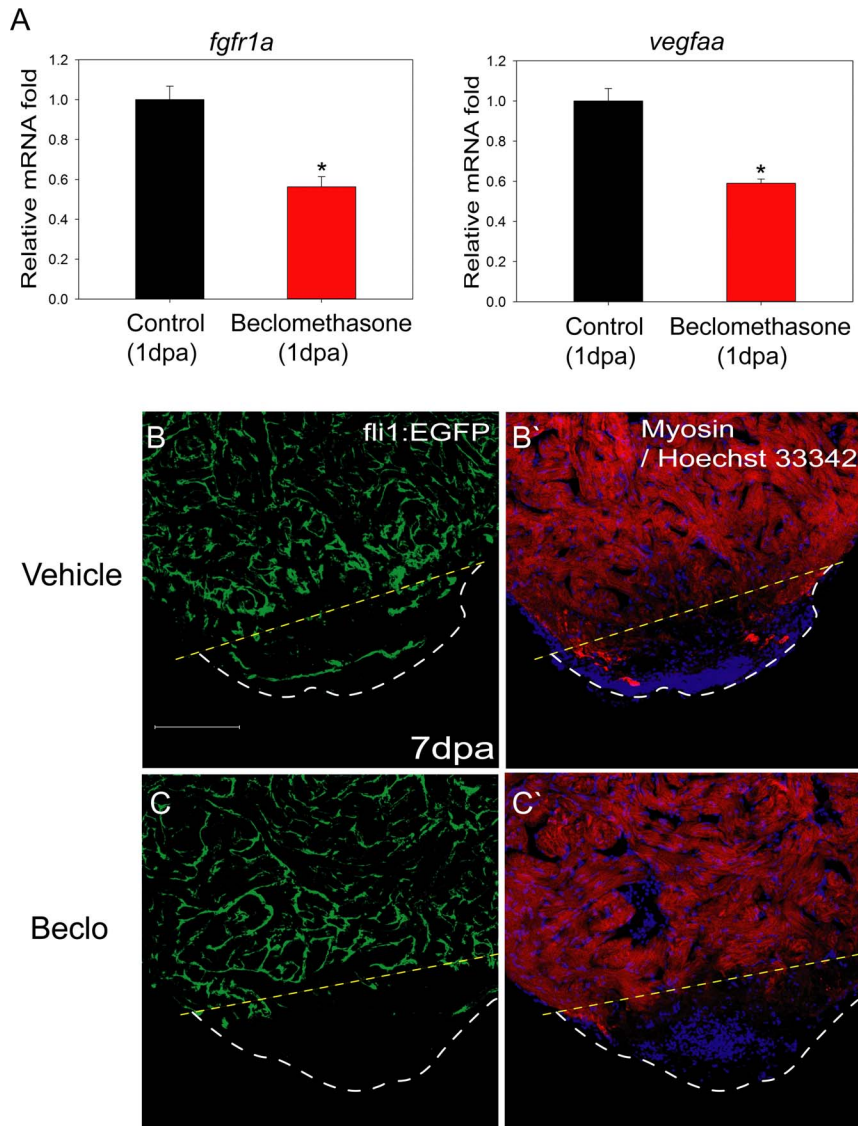 A
fgfr1a
vegfaa
Relative mRNA fold
1.2
1.0
0.8
0.6
0.4
0.2
0.0
*
Control
(1dpa)
Beclomethasone
(1dpa)
Relative mRNA fold
1.2
1.0
0.8
0.6
0.4
0.2
0.0
*
Control
(1dpa)
Beclomethasone
(1dpa)
Vehicle
B
fli1:EGFP
7dpa
B`
Myosin
/ Hoechst 33342
Beclo
C
C`